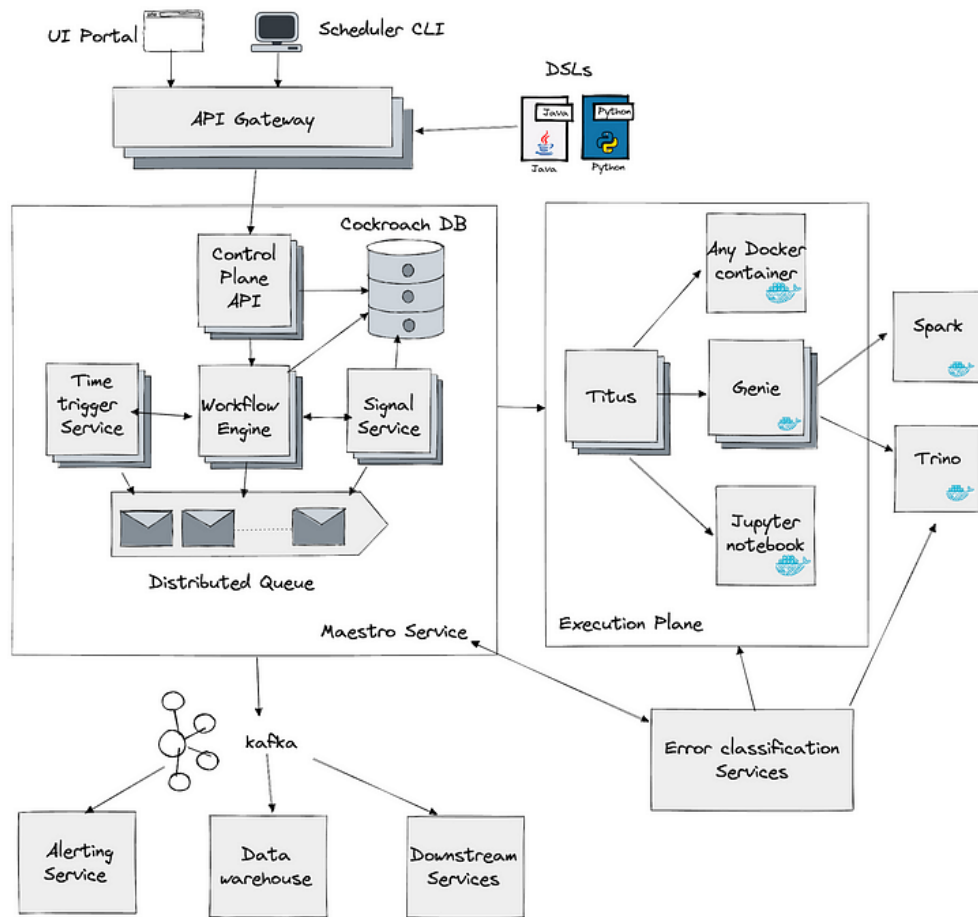 UI Portal
Scheduler CLI
DSLs
API Gateway
Java
Python
Java
Python
Cockroach DB
Control
Plane
API
Any Docker
container
Spark
Time
trigger
Service
Workflow
Engine
Signal
Service
Titus
Genie
Trino
Jupyter
notebook
Distributed Queue
Maestro Service
Execution Plane
kafka
Error classification
Services
Alerting
Service
Data
warehouse
Downstream
Services